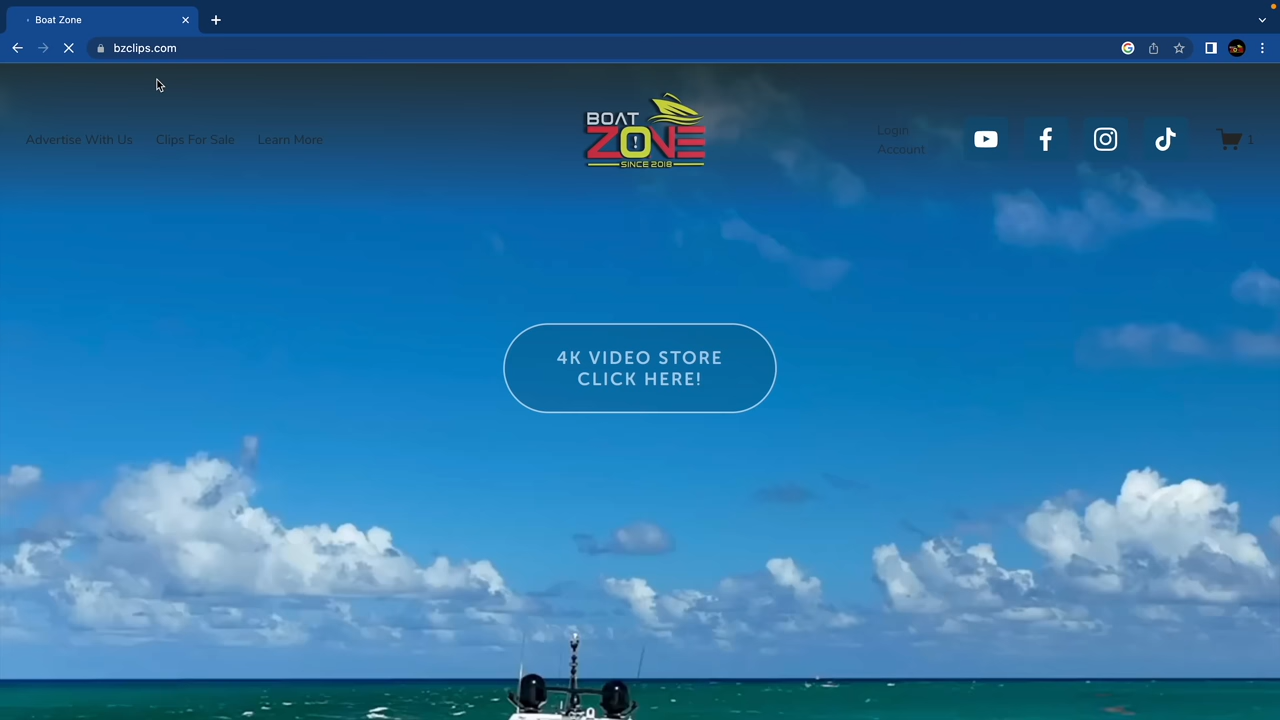 Boat Zone
bzclips.com
Advertise With Us
Clips For Sale
Learn More
BOAT
ZONE
SINCE 2018
Login
Account
1
4K VIDEO STORE
CLICK HERE!